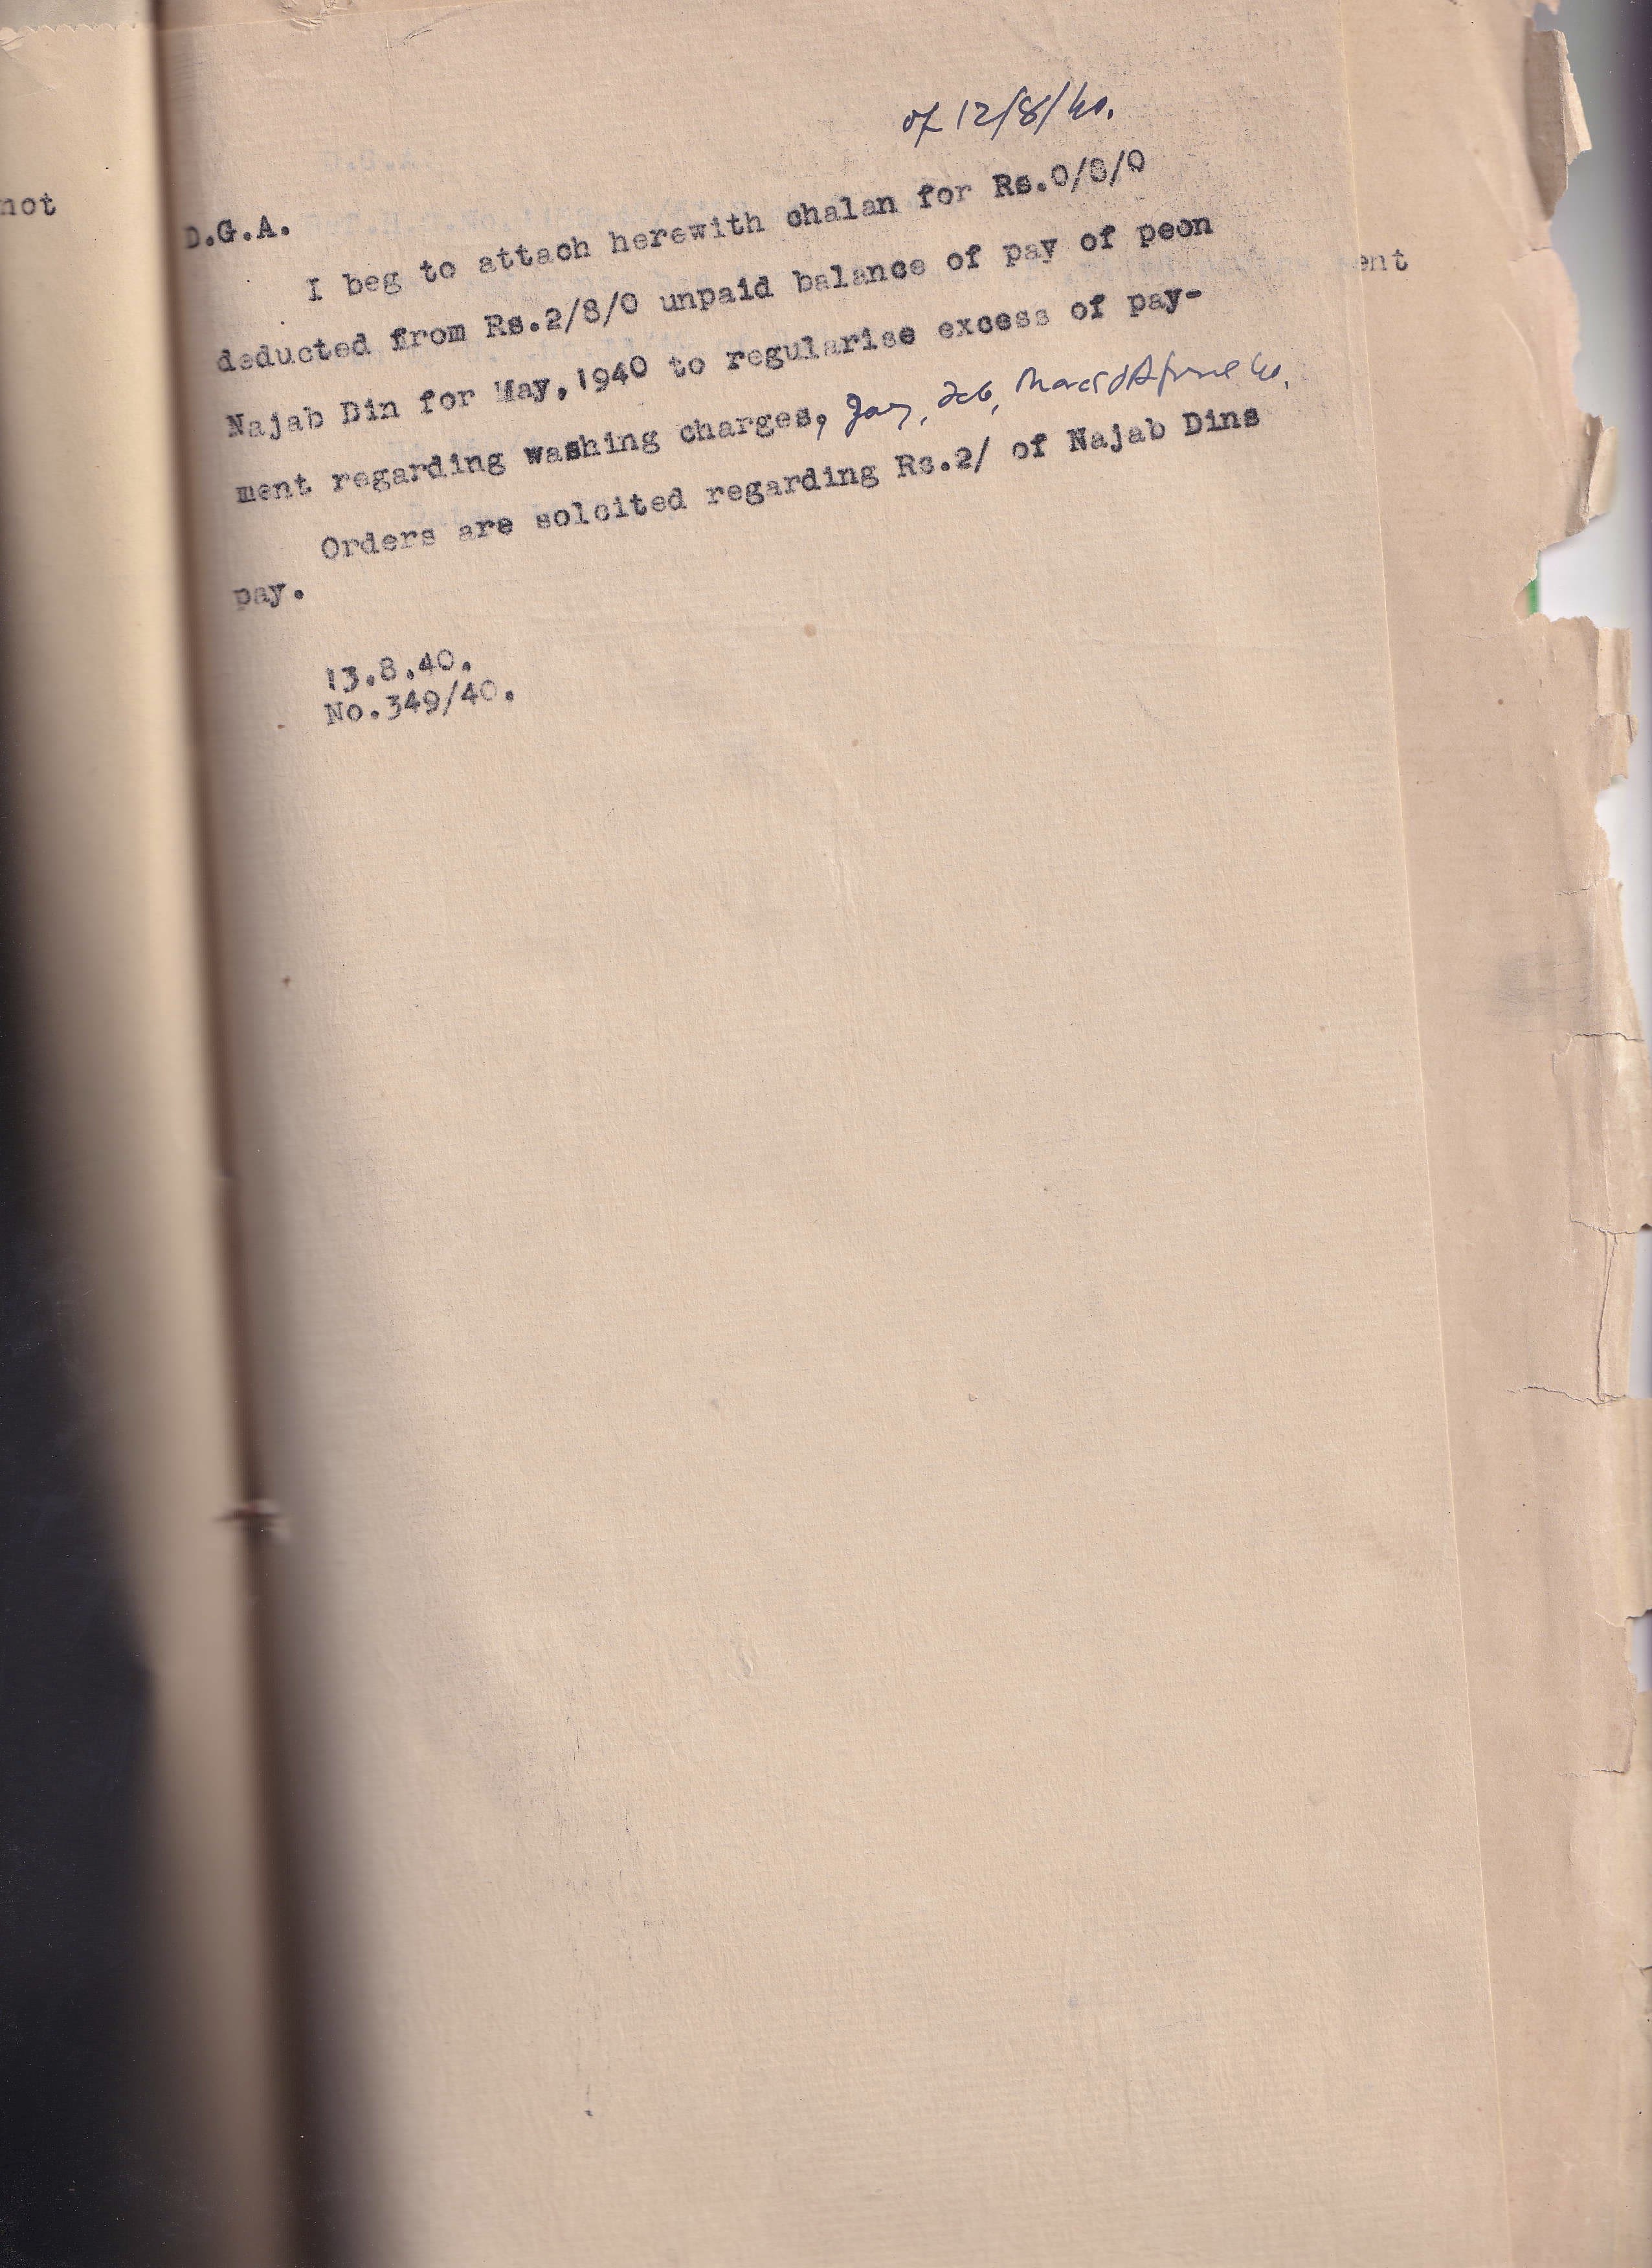 of 12/8/40.
not
D.G.A.
I beg to attach herewith chalan for Rs.0/8/0
deducted from Rs.2/8/0 unpaid balance of pay of peon
ent
Najab Din for May,1940 to regularise excess of pay-
ment regarding washing charges, Jany, Feb, March & April 40.
Orders are solcited regarding Rs.2/ of Najab Dins
pay.
13.8.40.
No.349/40.